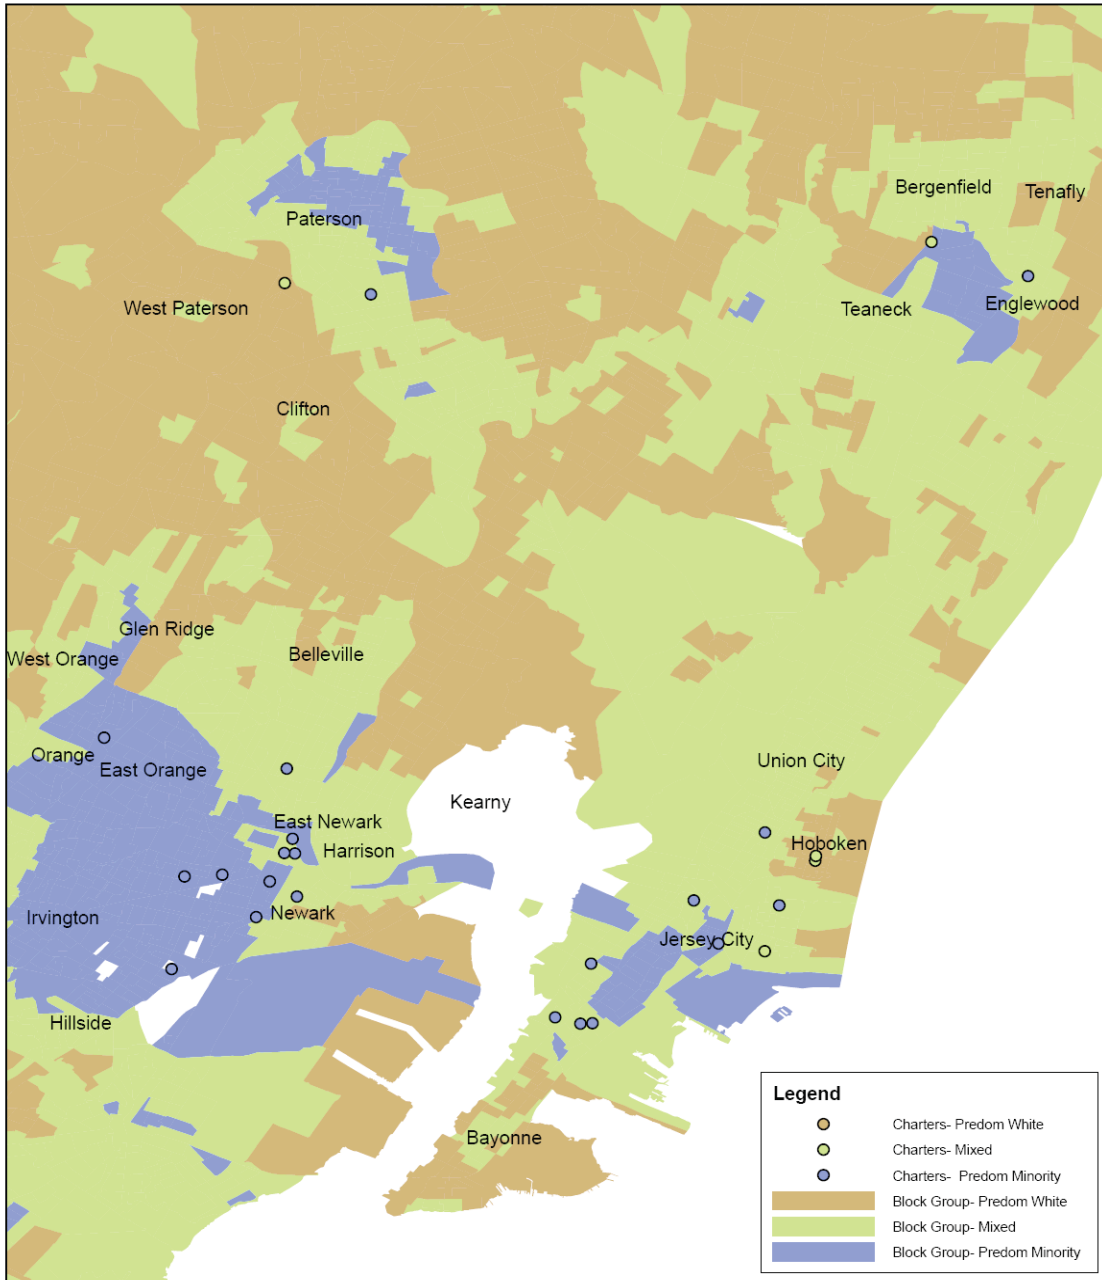 Bergenfield
Tenafly
Paterson
West Paterson
Teaneck
Englewood
Clifton
Glen Ridge
West Orange
Belleville
Orange
East Orange
Union City
Kearny
East Newark
Hoboken
Harrison
Irvington
Newark
Jersey City
Hillside
Bayonne
Legend
Charters- Predom White
Charters- Mixed
Charters- Predom Minority
Block Group- Predom White
Block Group- Mixed
Block Group- Predom Minority